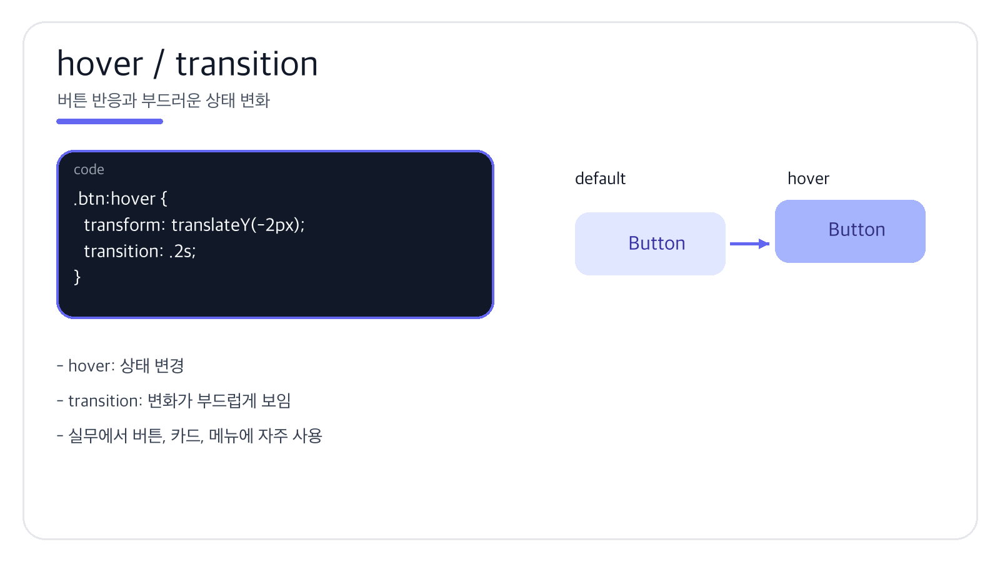 hover / transition
버튼 반응과 부드러운 상태 변화
code
.btn:hover {
  transform: translateY(-2px);
  transition: .2s;
}
default
hover
Button
Button
- hover: 상태 변경
- transition: 변화가 부드럽게 보임
- 실무에서 버튼, 카드, 메뉴에 자주 사용